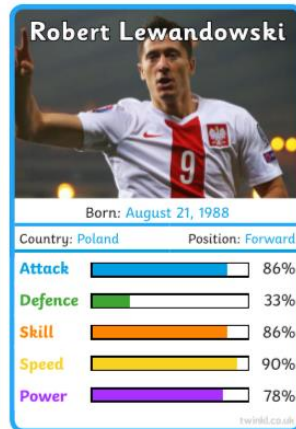 Robert Lewandowski
9
Born: August 21, 1988
Country: Poland Position: Forward
Attack 86%
Defence 33%
Skill 86%
Speed 90%
Power 78%
twinkl.co.uk